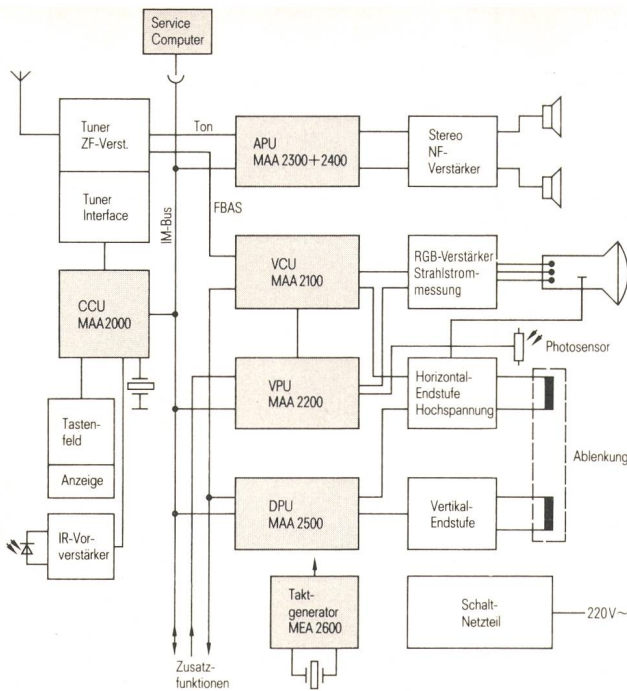 Service
Computer
Tuner
ZF-Verst.
Ton
APU
MAA 2300+2400
Stereo
NF-
Verstärker
Tuner
Interface
IM-Bus
FBAS
VCU
MAA 2100
RGB-Verstärker
Strahlstrom-
messung
CCU
MAA2000
Photosensor
VPU
MAA 2200
Horizontal-
Endstufe
Hochspannung
Tasten-
feld
Anzeige
Ablenkung
DPU
MAA 2500
Vertikal-
Endstufe
IR-Vor-
verstärker
Takt-
generator
MEA 2600
Schalt-
Netzteil
220V~
Zusatz-
funktionen